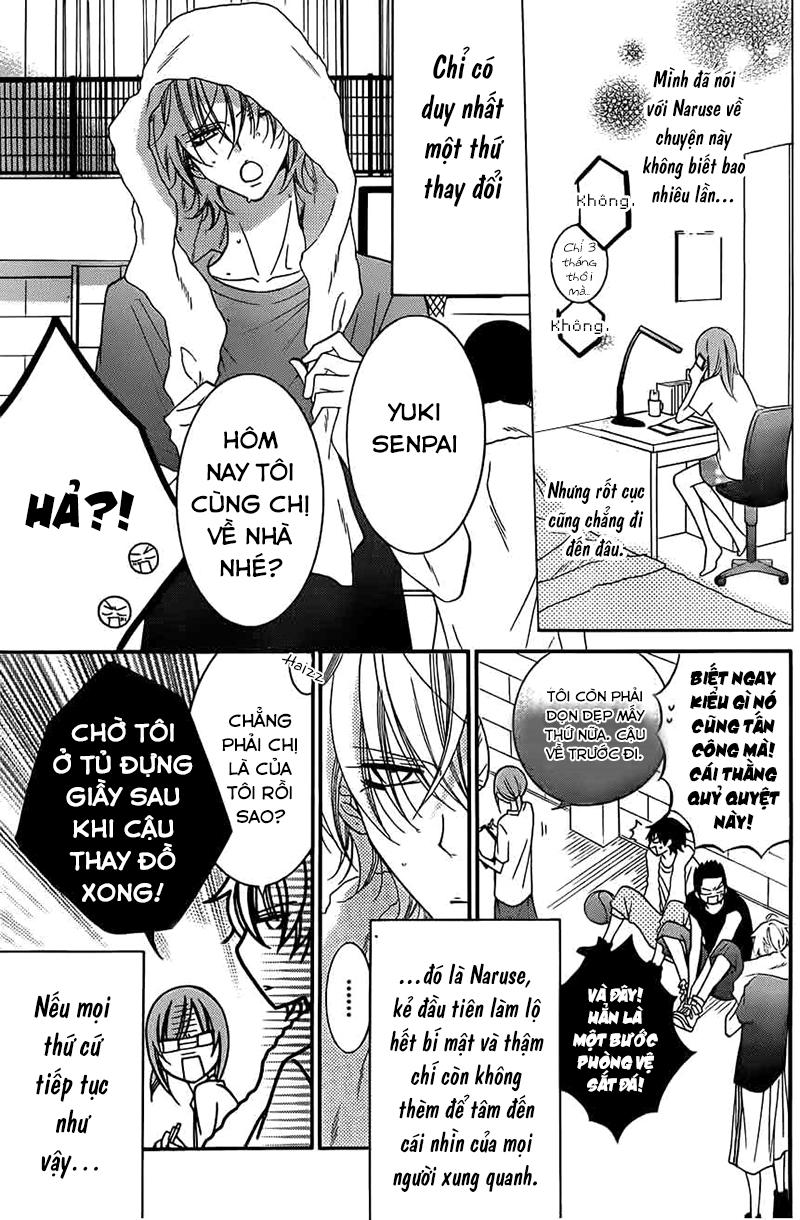 Mình đã nói
với Naruse về
chuyện này
không biết bao
nhiêu lần...
Không.
Chỉ 3
tháng
thôi
mà..
Không.
Nhưng rốt cục
cũng chẳng đi
đến đâu.
Chỉ có
duy nhất
một thứ
thay đổi
YUKI
SENPAI
HÔM
NAY TÔI
CÙNG CHỊ
VỀ NHÀ
NHÉ?
HẢ?!
BIẾT NGAY
KIỂU GÌ NÓ
CŨNG TẤN
CÔNG MÀ!
CÁI THẰNG
QUỶ QUYỆT
NÀY!
TÔI CÒN PHẢI
DỌN DẸP MẤY
THỨ NỮA. CẬU
VỀ TRƯỚC ĐI.
VÀ ĐÂY!
HẲN LÀ
MỘT BƯỚC
PHÒNG VỆ
SẮT ĐÁ!
...đó là Naruse,
kẻ đầu tiên làm lộ
hết bí mật và thậm
chí còn không
thèm để tâm đến
cái nhìn của mọi
người xung quanh.
Haizz
CHẲNG
PHẢI CHỊ
LÀ CỦA
TÔI RỒI
SAO?
CHỜ TÔI
Ở TỦ ĐỰNG
GIẦY SAU
KHI CẬU
THAY ĐỒ
XONG!
Nếu mọi
thứ cứ
tiếp tục
như
vậy...